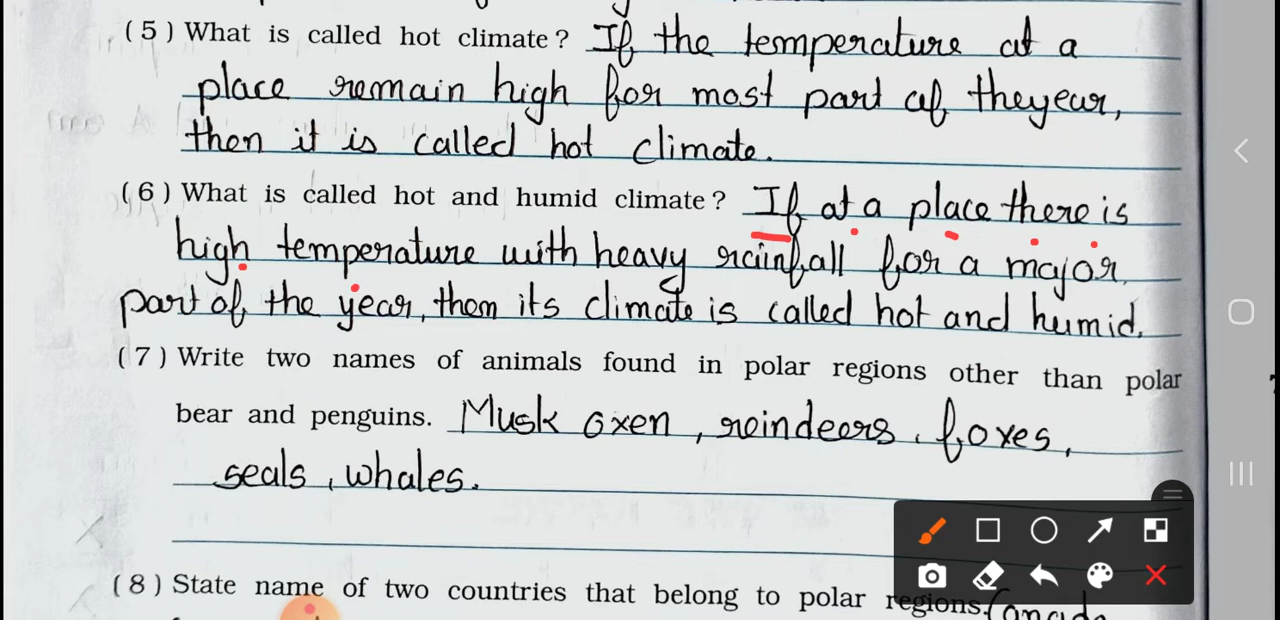 (5) What is called hot climate? If the temperature at a
place remain high for most part of theyear,
then it is called hot climate.
(6) What is called hot and humid climate? If at a place there is
high temperature with heavy rainfall for a major
part of the year, then its climate is called hot and humid.
(7) Write two names of animals found in polar regions other than polar
bear and penguins. Musk oxen, reindeers, foxes,
seals, whales.
(8) State name of two countries that belong to polar regions.